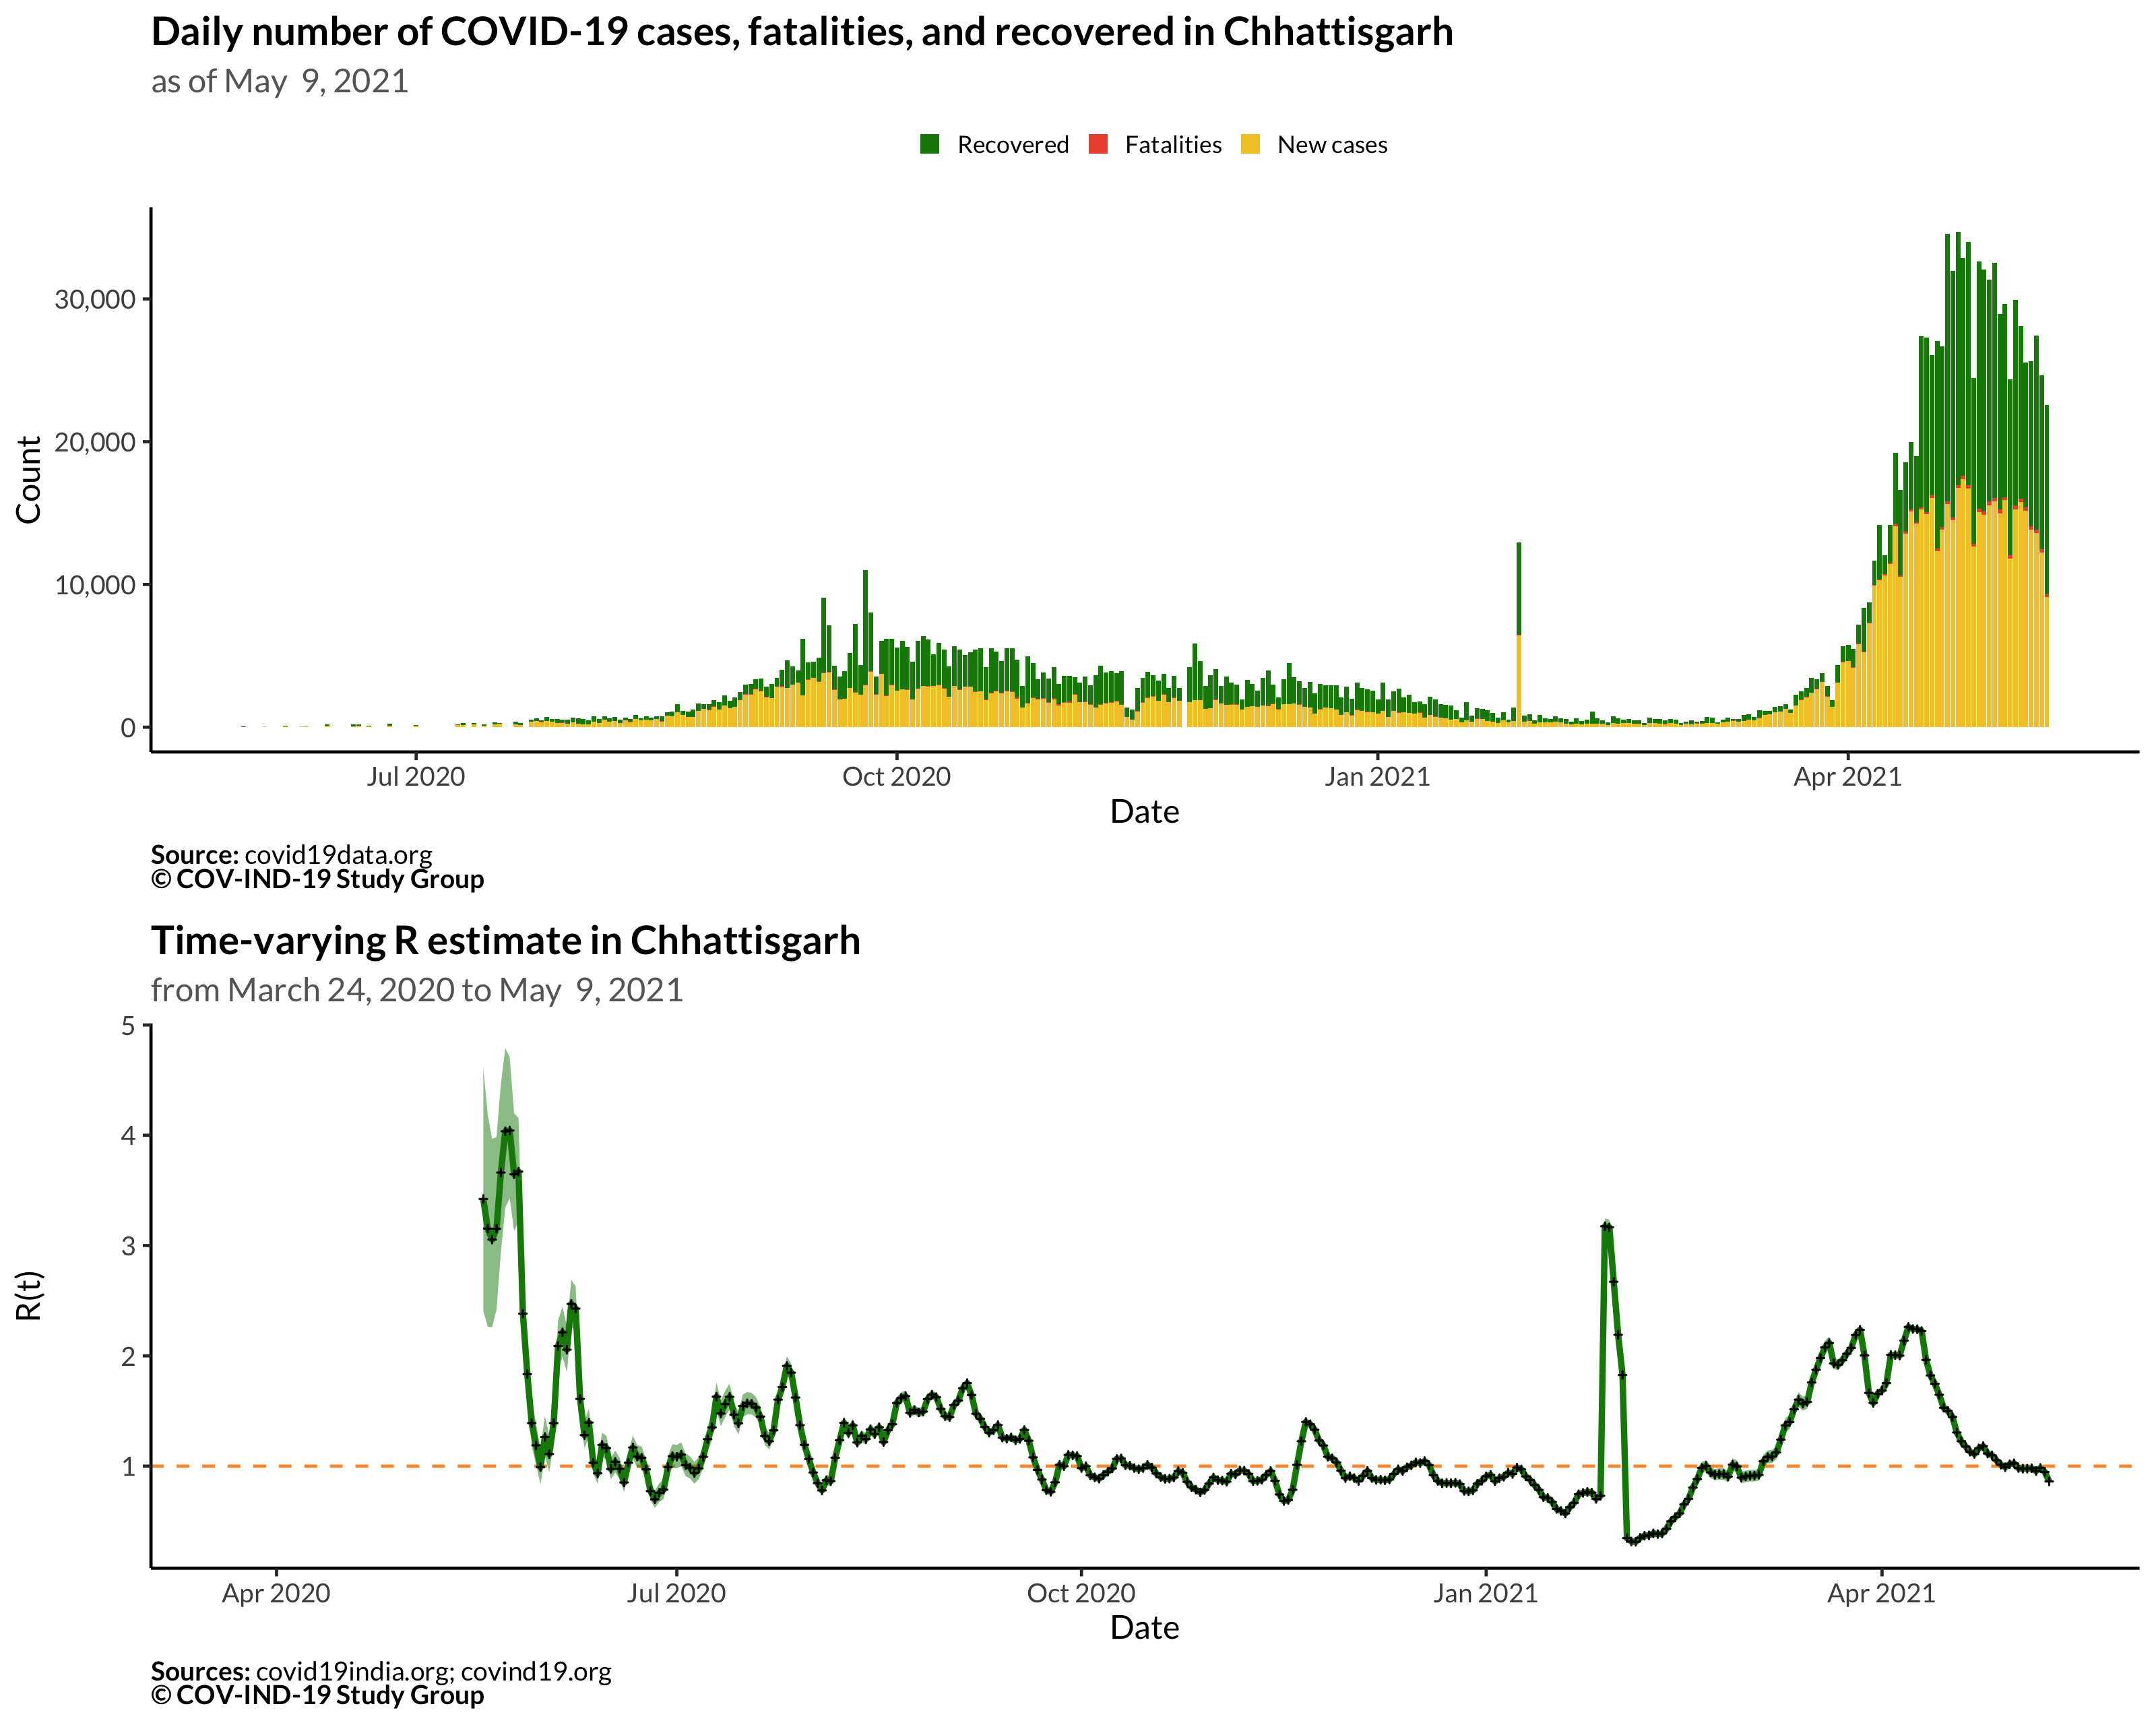 Daily number of COVID-19 cases, fatalities, and recovered in Chhattisgarh
as of May  9, 2021
Recovered Fatalities New cases
Count
30,000
20,000
10,000
0
Jul 2020 Oct 2020 Jan 2021 Apr 2021
Date
Source: covid19data.org
© COV-IND-19 Study Group
Time-varying R estimate in Chhattisgarh
from March 24, 2020 to May  9, 2021
R(t)
5
4
3
2
1
Apr 2020 Jul 2020 Oct 2020 Jan 2021 Apr 2021
Date
Sources: covid19india.org; covind19.org
© COV-IND-19 Study Group